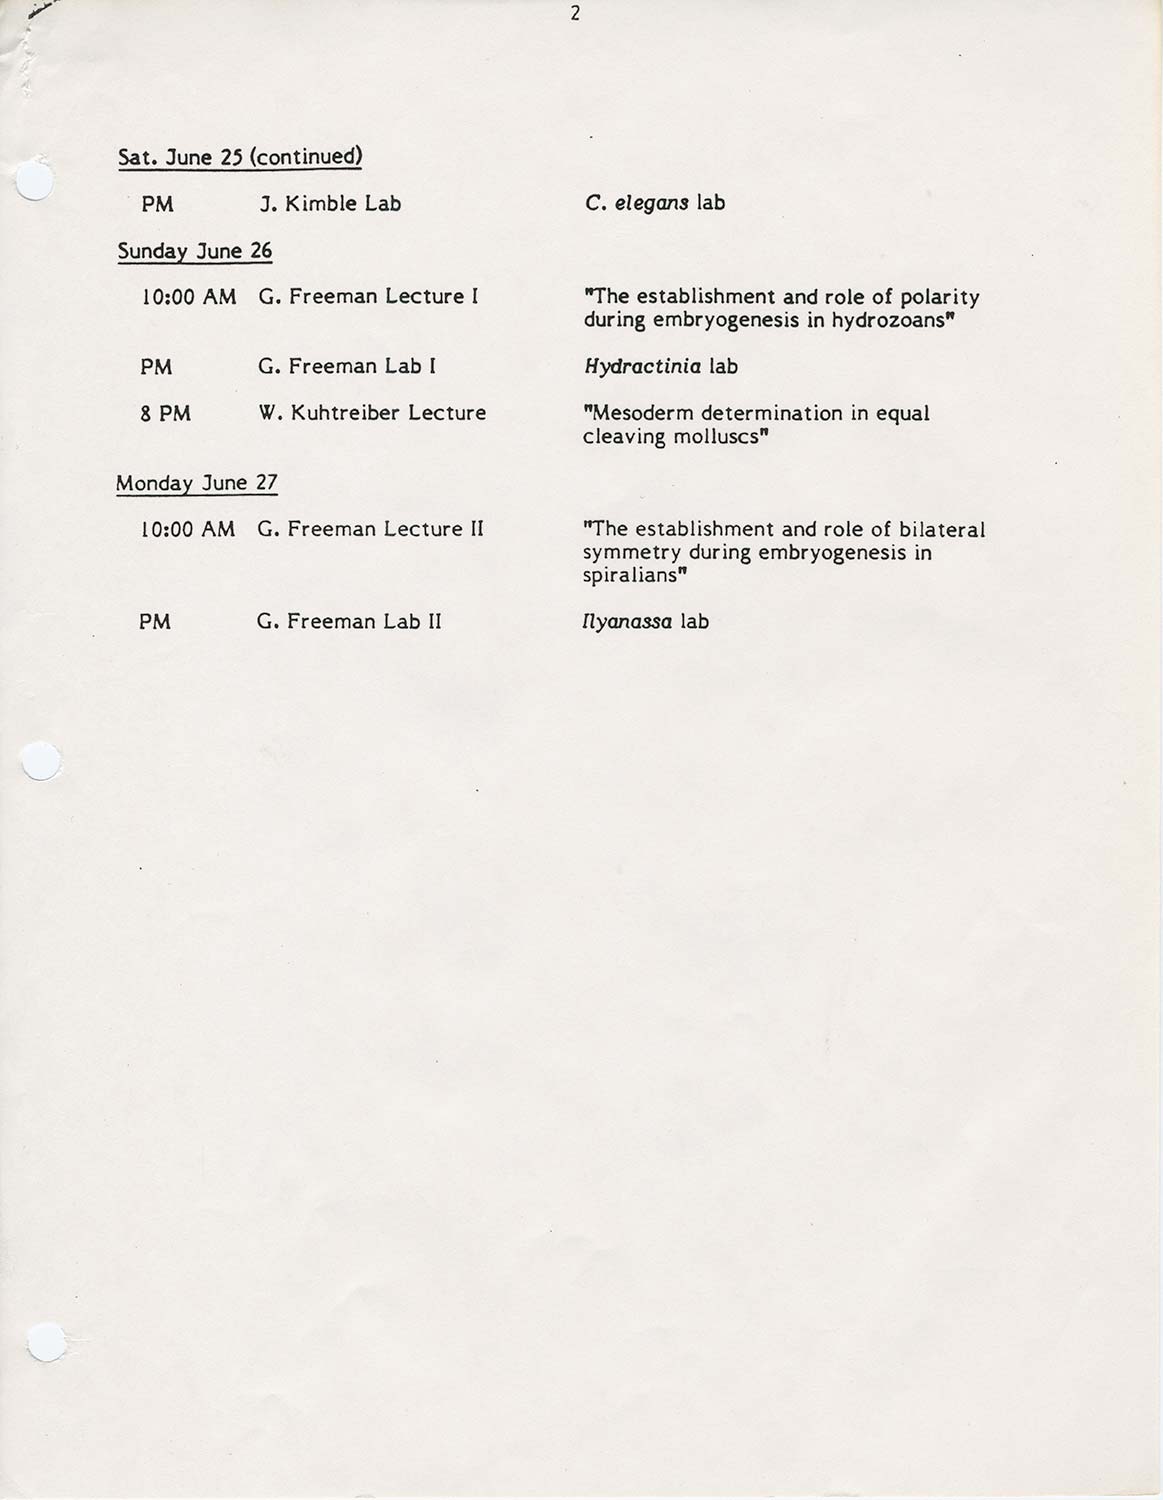 2
Sat. June 25 (continued)
PM J. Kimble Lab C. elegans lab
Sunday June 26
10:00 AM G. Freeman Lecture I "The establishment and role of polarity
during embryogenesis in hydrozoans"
PM G. Freeman Lab I Hydractinia lab
8 PM W. Kuhtreiber Lecture "Mesoderm determination in equal
cleaving molluscs"
Monday June 27
10:00 AM G. Freeman Lecture II "The establishment and role of bilateral
symmetry during embryogenesis in
spiralians"
PM G. Freeman Lab II Ilyanassa lab